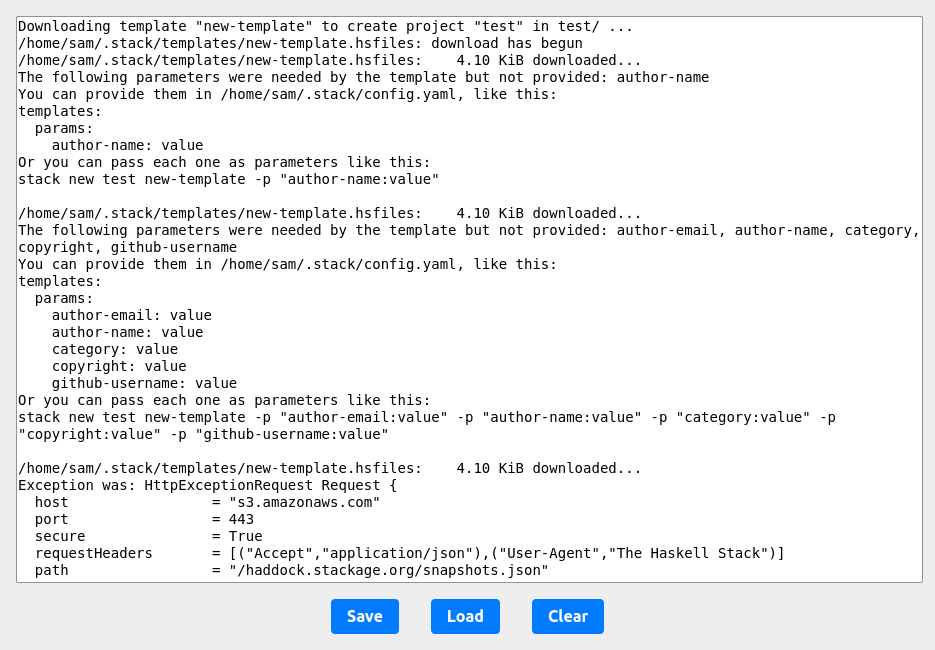 Downloading template "new-template" to create project "test" in test/ ...
/home/sam/.stack/templates/new-template.hsfiles: download has begun
/home/sam/.stack/templates/new-template.hsfiles:    4.10 KiB downloaded...
The following parameters were needed by the template but not provided: author-name
You can provide them in /home/sam/.stack/config.yaml, like this:
templates:
  params:
    author-name: value
Or you can pass each one as parameters like this:
stack new test new-template -p "author-name:value"

/home/sam/.stack/templates/new-template.hsfiles:    4.10 KiB downloaded...
The following parameters were needed by the template but not provided: author-email, author-name, category,
copyright, github-username
You can provide them in /home/sam/.stack/config.yaml, like this:
templates:
  params:
    author-email: value
    author-name: value
    category: value
    copyright: value
    github-username: value
Or you can pass each one as parameters like this:
stack new test new-template -p "author-email:value" -p "author-name:value" -p "category:value" -p
"copyright:value" -p "github-username:value"

/home/sam/.stack/templates/new-template.hsfiles:    4.10 KiB downloaded...
Exception was: HttpExceptionRequest Request {
  host                 = "s3.amazonaws.com"
  port                 = 443
  secure               = True
  requestHeaders       = [("Accept","application/json"),("User-Agent","The Haskell Stack")]
  path                 = "/haddock.stackage.org/snapshots.json"
Save Load Clear